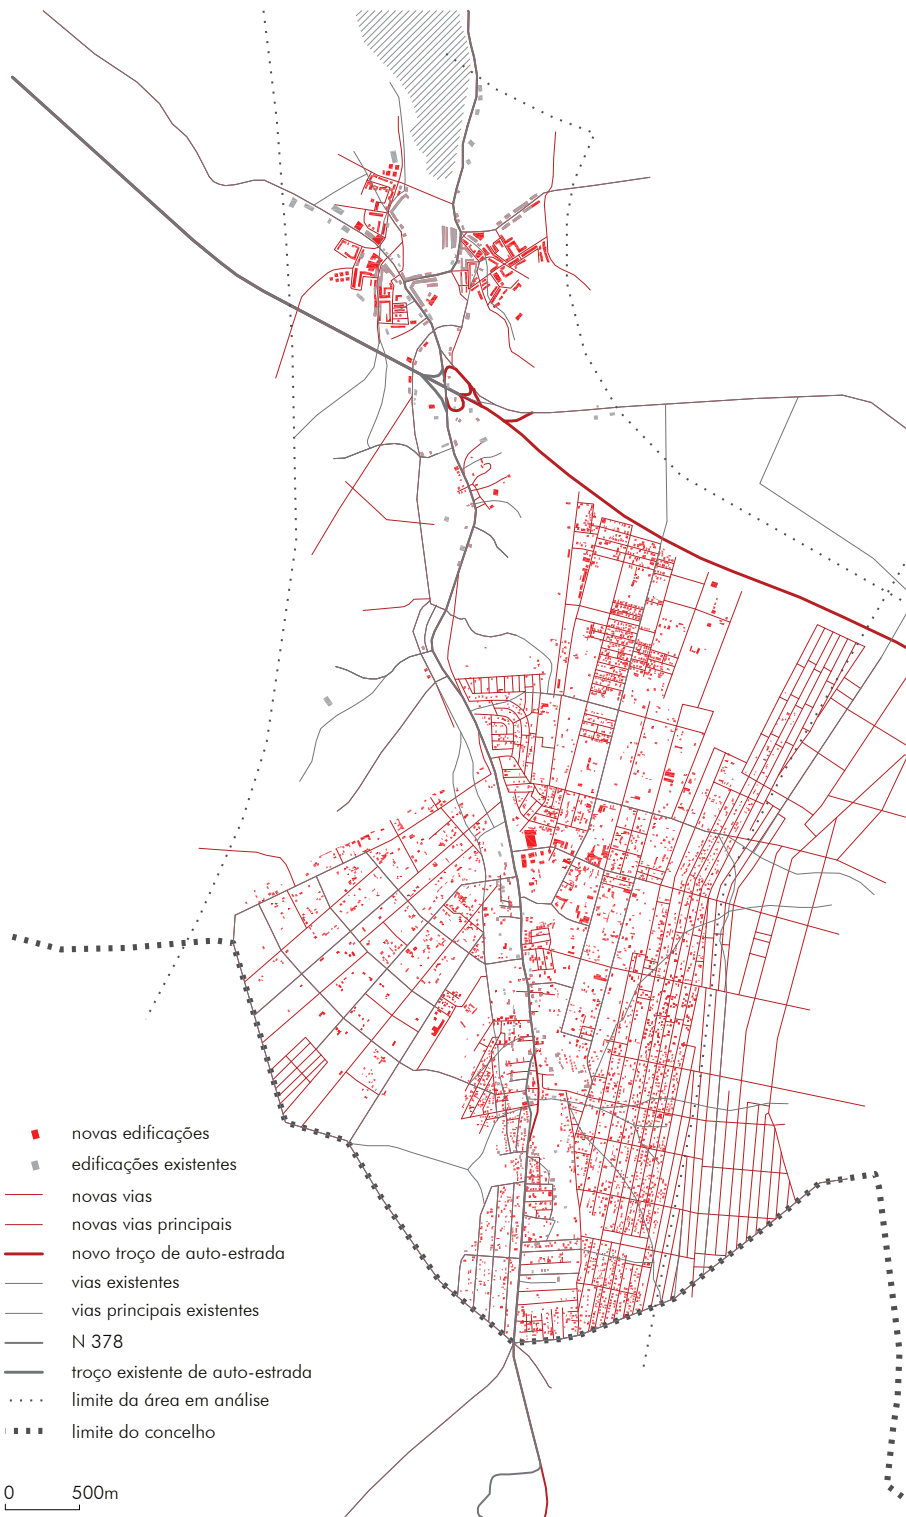 novas edificações
edificações existentes
novas vias
novas vias principais
novo troço de auto-estrada
vias existentes
vias principais existentes
N 378
troço existente de auto-estrada
limite da área em análise
limite do concelho
0 500m